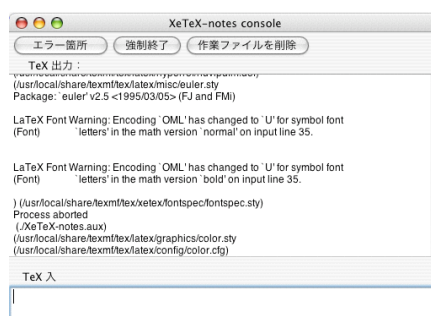 XeTeX-notes console
エラー箇所 強制終了 作業ファイルを削除
TeX 出力：
(/usr/local/share/texmf/tex/latex/misc/euler.sty
Package: `euler' v2.5 <1995/03/05> (FJ and FMi)
LaTeX Font Warning: Encoding `OML' has changed to `U' for symbol font
(Font) `letters' in the math version `normal' on input line 35.
LaTeX Font Warning: Encoding `OML' has changed to `U' for symbol font
(Font) `letters' in the math version `bold' on input line 35.
) (/usr/local/share/texmf/tex/xetex/fontspec/fontspec.sty)
Process aborted
(./XeTeX-notes.aux)
(/usr/local/share/texmf/tex/latex/graphics/color.sty
(/usr/local/share/texmf/tex/latex/config/color.cfg)
TeX 入